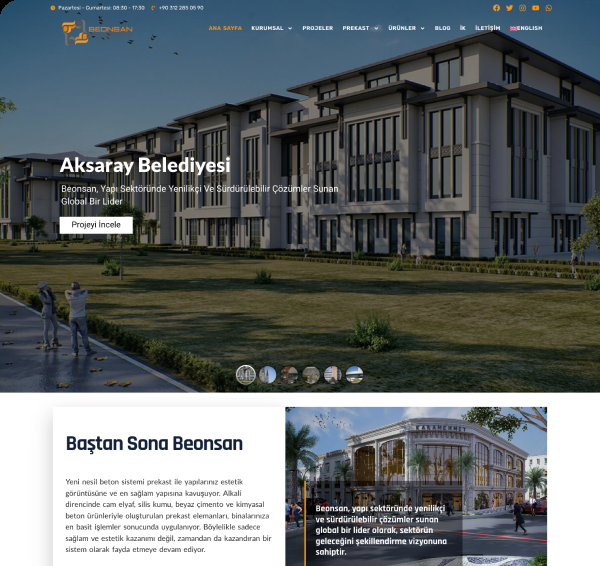 Pazartesi - Cumartesi: 08:30 - 17:30 +90 312 285 05 90
BEONSAN
ANA SAYFA KURUMSAL PROJELER PREKAST ÜRÜNLER BLOG İK İLETİŞİM ENGLISH
Aksaray Belediyesi
Beonsan, Yapı Sektöründe Yenilikçi Ve Sürdürülebilir Çözümler Sunan
Global Bir Lider
Projeyi İncele
Baştan Sona Beonsan
Yeni nesil beton sistemi prekast ile yapılarınız estetik
görüntüsüne ve en sağlam yapısına kavuşuyor. Alkali
direncinde cam elyaf, silis kumu, beyaz çimento ve kimyasal
beton ürünleriyle oluşturulan prekast elemanları, binalarınıza
en basit işlemler sonucunda uygulanıyor. Böylelikle sadece
sağlam ve estetik kazanımı değil, zamandan da kazandıran bir
sistem olarak fayda etmeye devam ediyor.
Beonsan, yapı sektöründe yenilikçi
ve sürdürülebilir çözümler sunan
global bir lider olarak, sektörün
geleceğini şekillendirme vizyonuna
sahiptir.